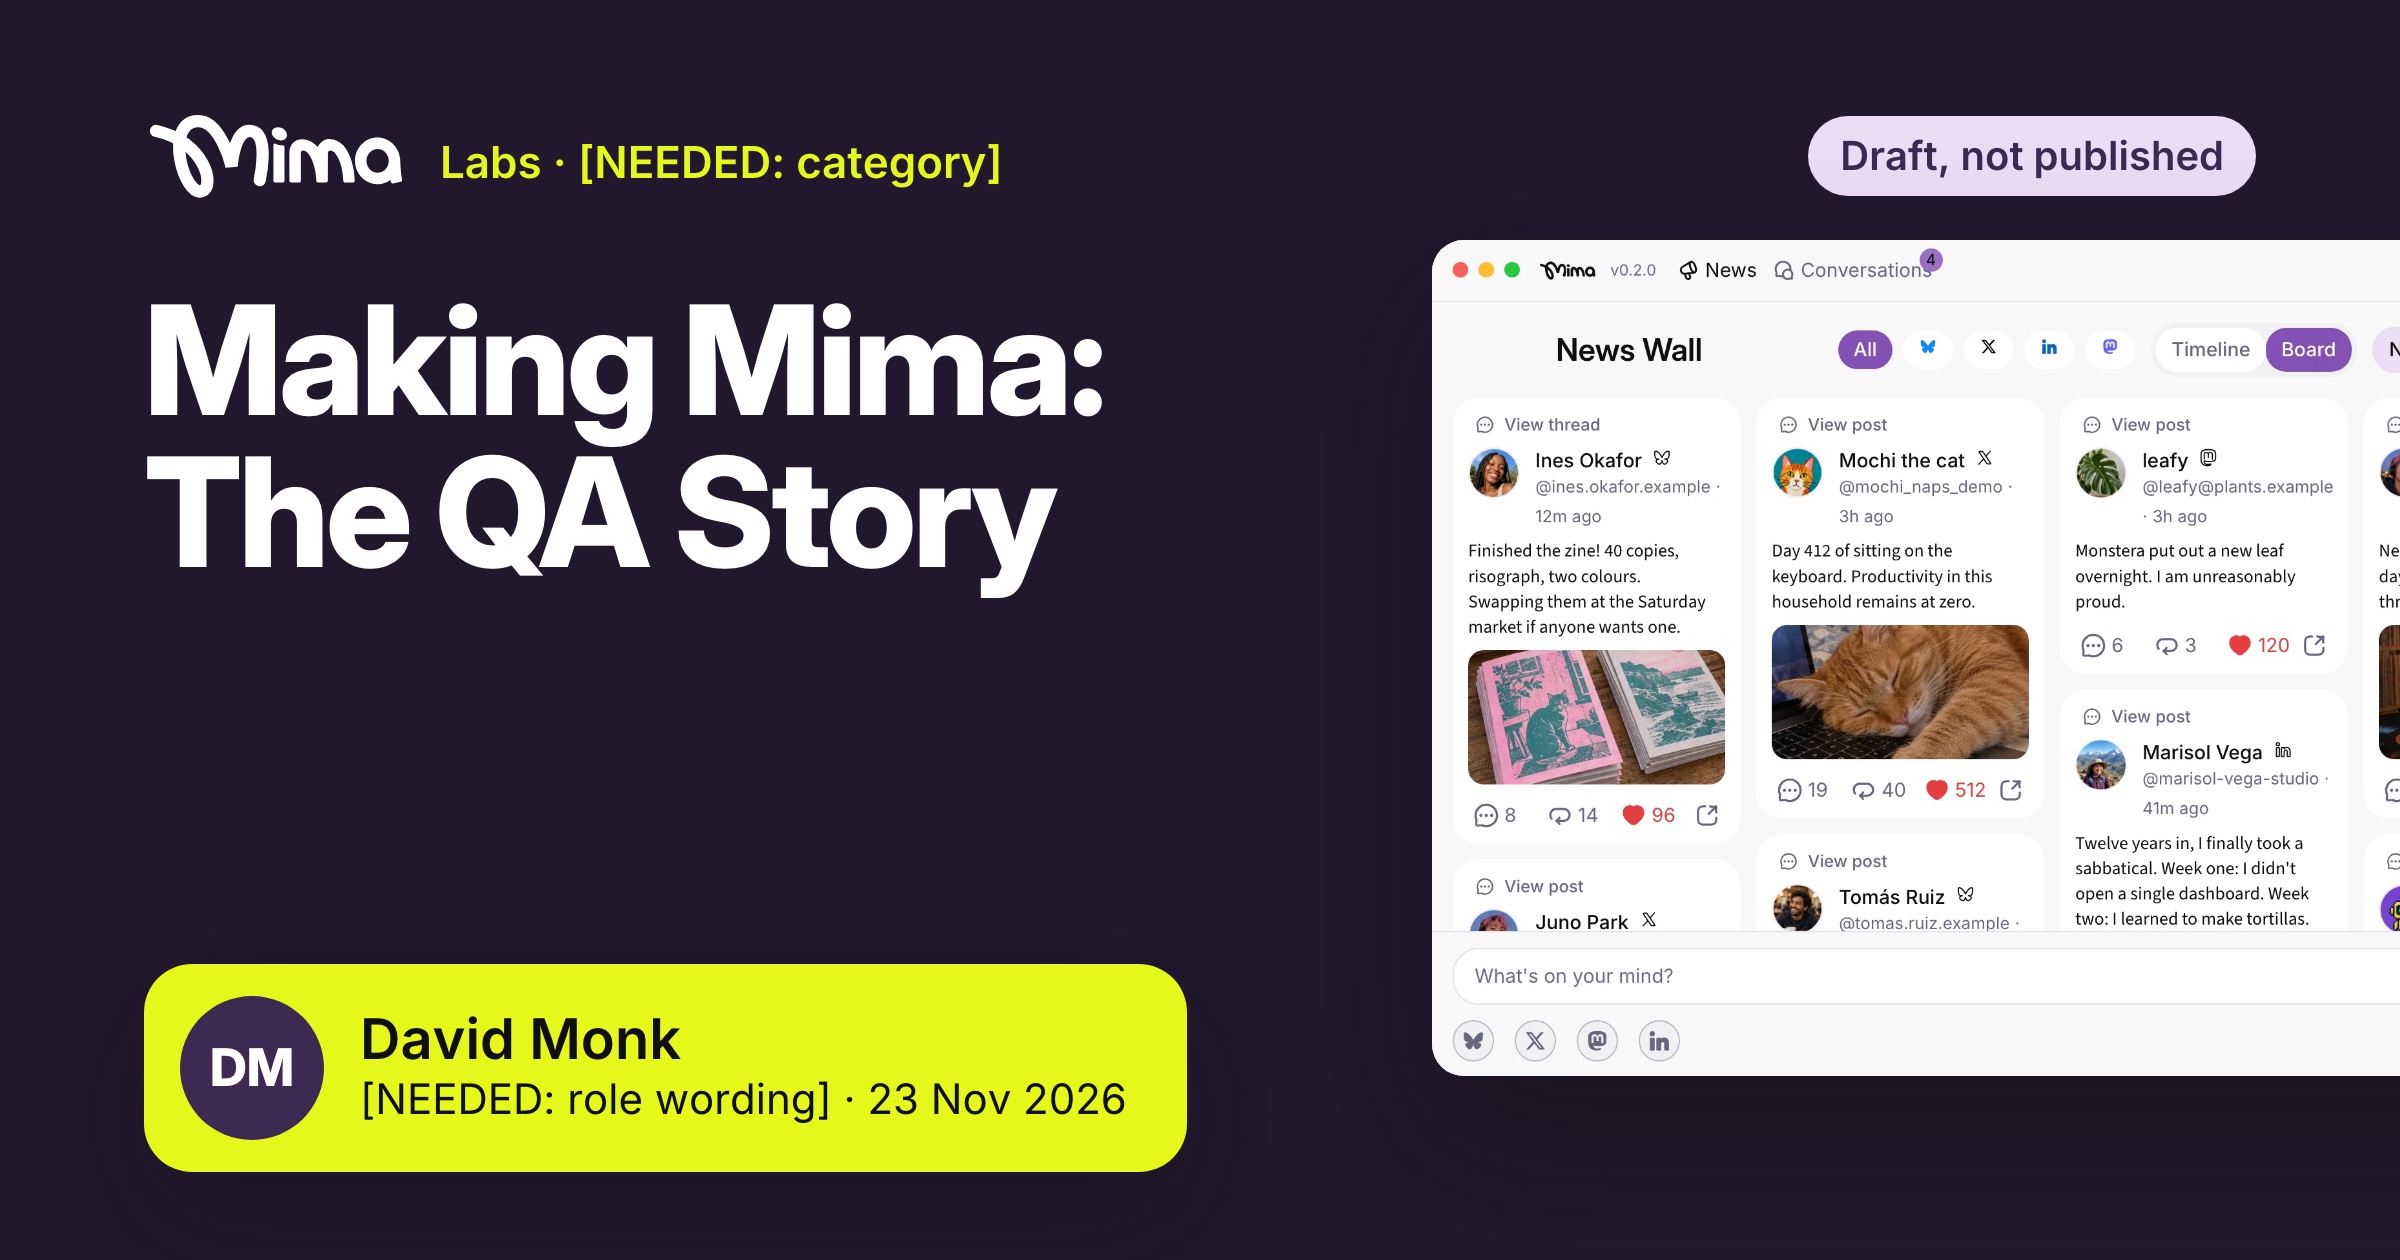 Mima
Labs · [NEEDED: category]
Draft, not published
Making Mima:
The QA Story
DM
David Monk
[NEEDED: role wording] · 23 Nov 2026
Mima v0.2.0 News Conversations 4
News Wall
All
Timeline Board N
View thread
Ines Okafor
@ines.okafor.example ·
12m ago
Finished the zine! 40 copies,
risograph, two colours.
Swapping them at the Saturday
market if anyone wants one.
8 14 96
View post
Juno Park
View post
Mochi the cat
@mochi_naps_demo ·
3h ago
Day 412 of sitting on the
keyboard. Productivity in this
household remains at zero.
19 40 512
View post
Tomás Ruiz
@tomas.ruiz.example ·
View post
leafy
@leafy@plants.example
· 3h ago
Monstera put out a new leaf
overnight. I am unreasonably
proud.
6 3 120
View post
Marisol Vega
@marisol-vega-studio ·
41m ago
Twelve years in, I finally took a
sabbatical. Week one: I didn't
open a single dashboard. Week
two: I learned to make tortillas.
What's on your mind?